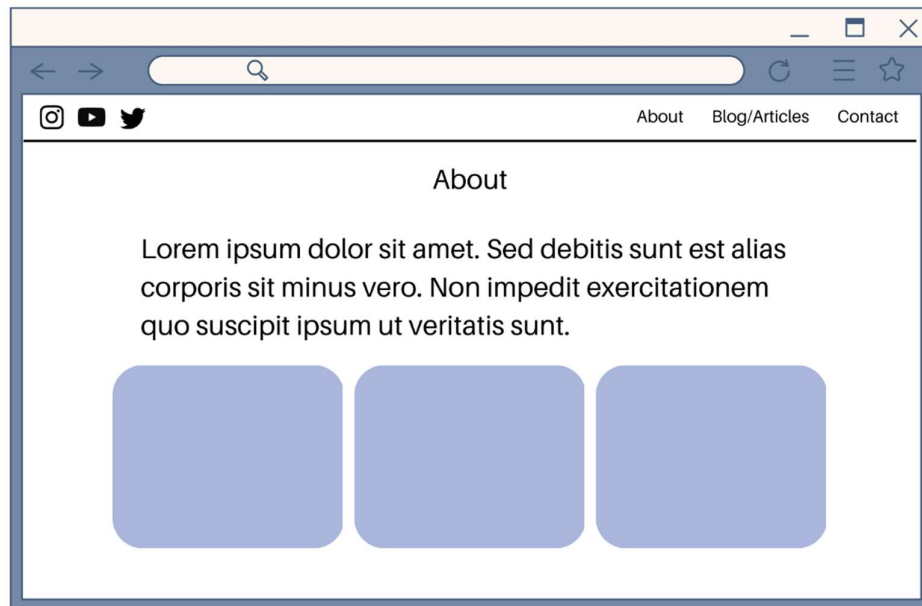 About Blog/Articles Contact
About
Lorem ipsum dolor sit amet. Sed debitis sunt est alias
corporis sit minus vero. Non impedit exercitationem
quo suscipit ipsum ut veritatis sunt.